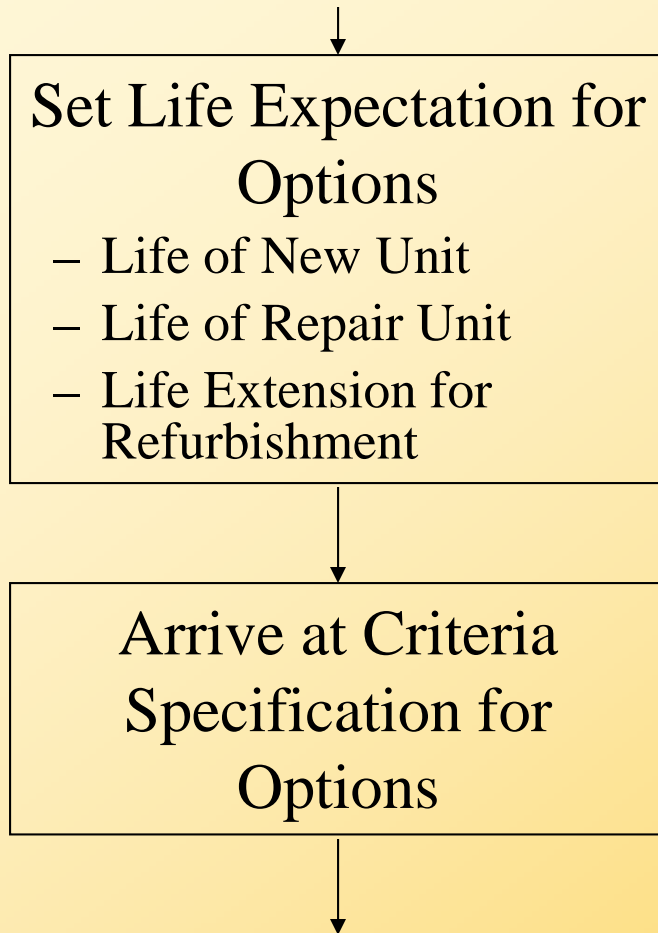 Set Life Expectation for
Options
– Life of New Unit
– Life of Repair Unit
– Life Extension for
Refurbishment
Arrive at Criteria
Specification for
Options